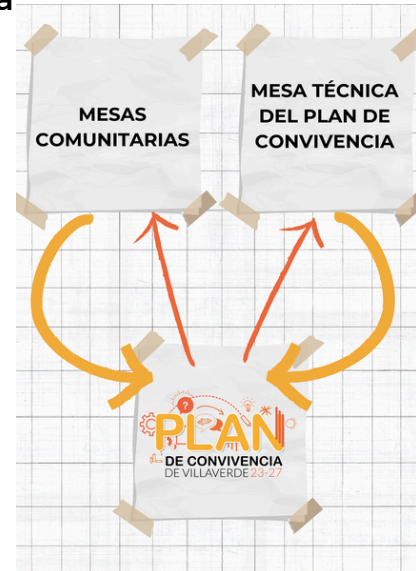 a
MESAS
COMUNITARIAS
MESA TÉCNICA
DEL PLAN DE
CONVIVENCIA
?
PLAN
DE CONVIVENCIA
DE VILLAVERDE 23-27